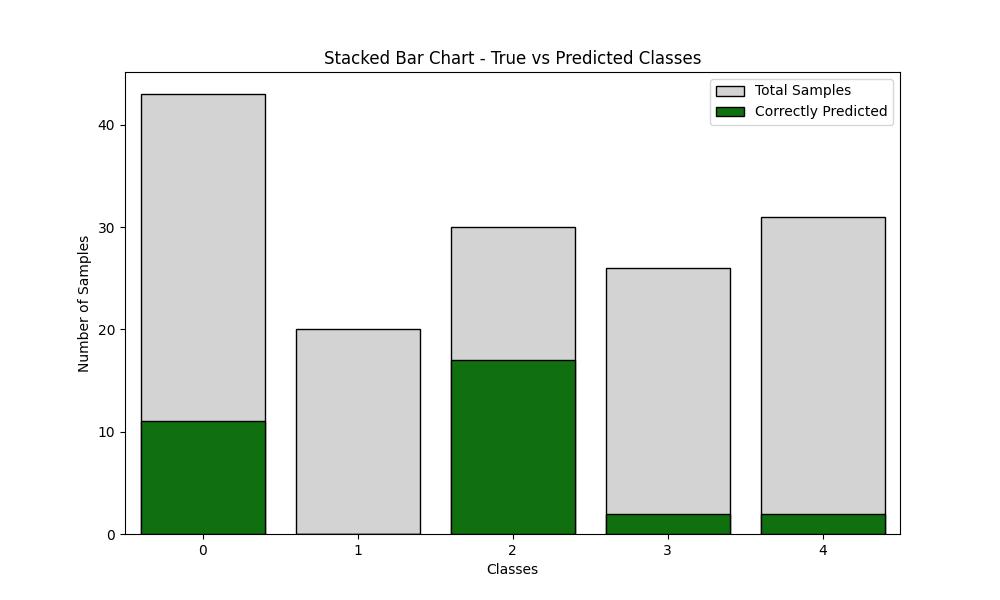 Stacked Bar Chart - True vs Predicted Classes
Total Samples
Correctly Predicted
Number of Samples
40
30
20
10
0
0 1 2 3 4
Classes